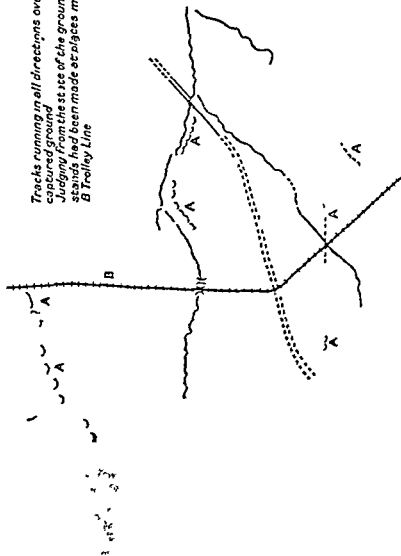 Tracks running in all directions ove
captured ground
Judging from the state of the ground
stands had been made at places m
B Trolley Line
A
A
A
A
A
A
A
B